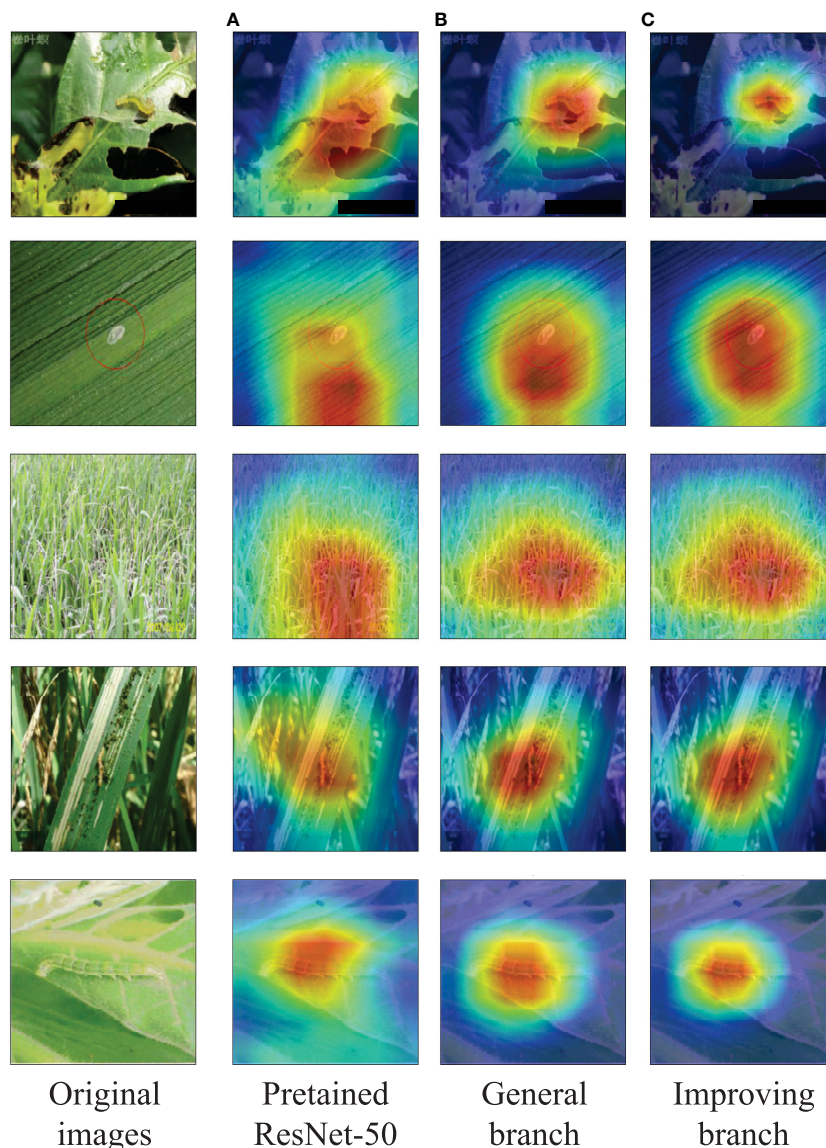 A B C
Original
images
Pretained
ResNet-50
General
branch
Improving
branch